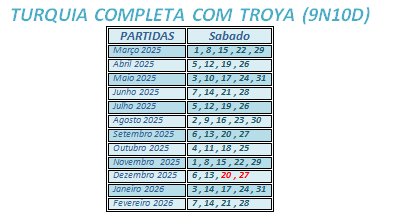 TURQUIA COMPLETA COM TROYA (9N10D)
PARTIDAS Sabado
Março 2025 1 , 8 , 15 , 22 , 29
Abril 2025 5 , 12 , 19 , 26
Maio 2025 3 , 10 , 17 , 24 , 31
Junho 2025 7 , 14 , 21 , 28
Julho 2025 5 , 12 , 19 , 26
Agosto 2025 2 , 9 , 16 , 23 , 30
Setembro 2025 6 , 13 , 20 , 27
Outubro 2025 4 , 11 , 18 , 25
Novembro 2025 1 , 8 , 15 , 22 , 29
Dezembro 2025 6 , 13 , 20 , 27
Janeiro 2026 3 , 14 , 17 , 24 , 31
Fevereiro 2026 7 , 14 , 21 , 28